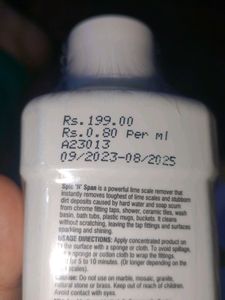 Rs.199.00
Rs.0.80 Per ml
A23013
09/2023-08/2025
Spic 'N' Span is a powerful lime scale remover that
instantly removes toughest of lime scales and stubborn
dirt deposits caused by hard water and soap scum
from chrome fitting taps, shower, ceramic tiles, wash
basin, bath tubs, plastic mugs, buckets. It cleans
without scratching, leaving the tap fittings and surfaces
sparkling and shining.
USAGE DIRECTIONS: Apply concentrated product on
to the surface with a sponge or cloth. To avoid spillage,
a sponge or cotton cloth to wrap the fittings.
for 5 to 10 minutes. (Or longer depending on the
scales).
Do not use on marble, mosaic, granite,
natural stone or brass. Keep out of reach of children.
Avoid contact with eyes.